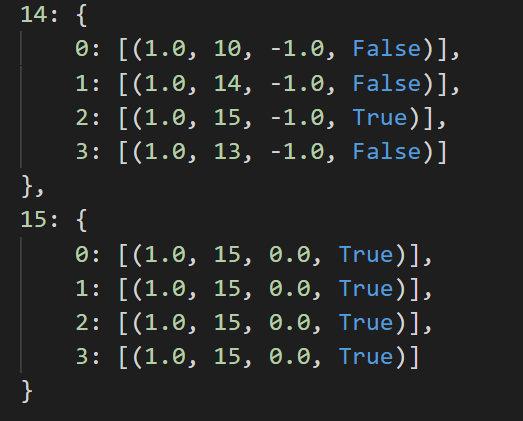 14: {
    0: [(1.0, 10, -1.0, False)],
    1: [(1.0, 14, -1.0, False)],
    2: [(1.0, 15, -1.0, True)],
    3: [(1.0, 13, -1.0, False)]
},
15: {
    0: [(1.0, 15, 0.0, True)],
    1: [(1.0, 15, 0.0, True)],
    2: [(1.0, 15, 0.0, True)],
    3: [(1.0, 15, 0.0, True)]
}